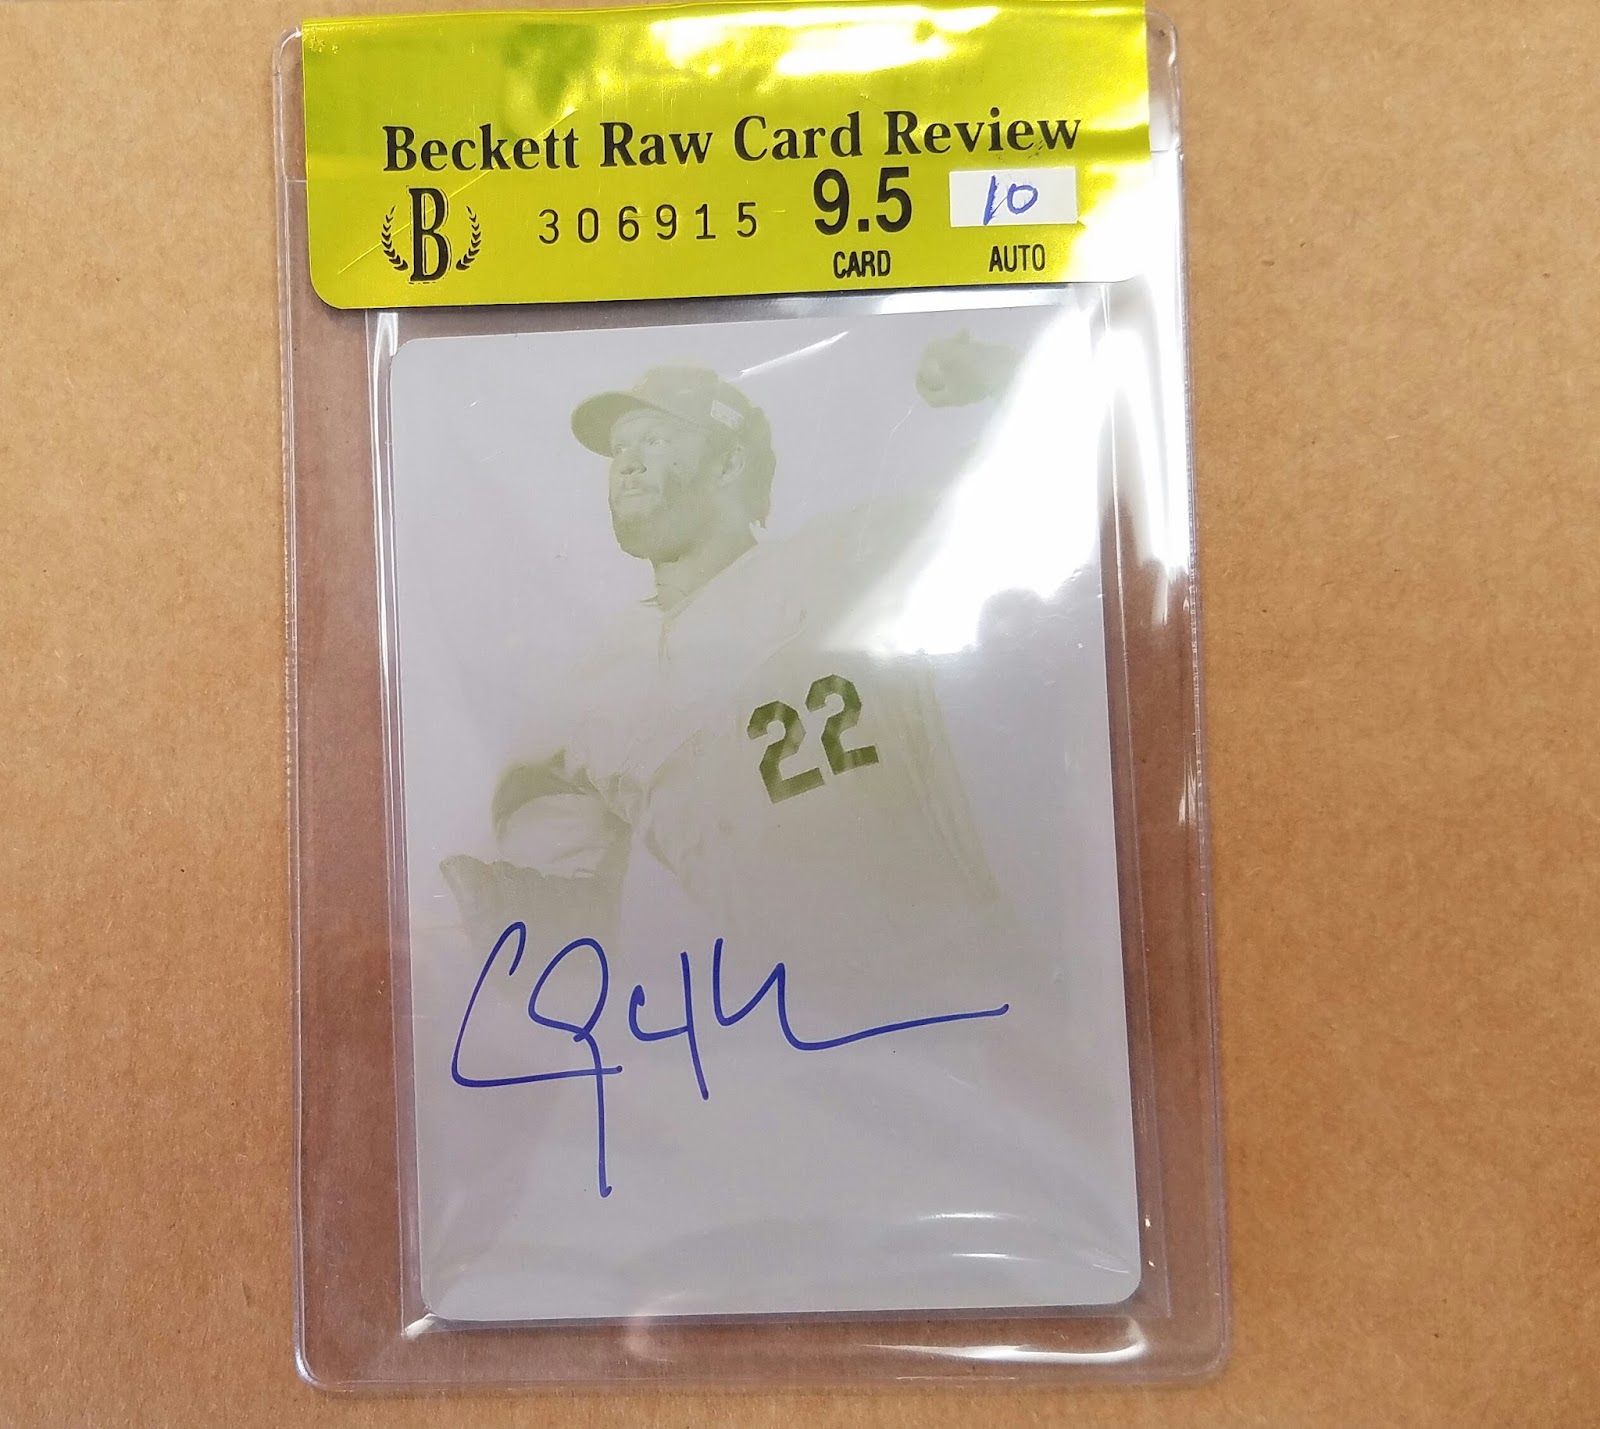 Beckett Raw Card Review
B 306915 9.5 10
CARD AUTO
22